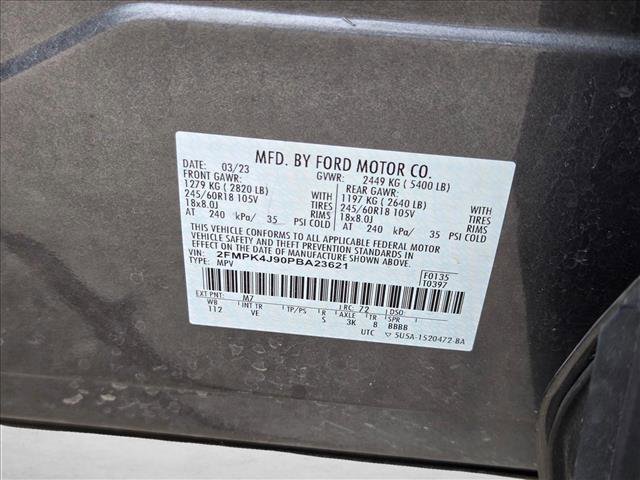 MFD. BY FORD MOTOR CO.
DATE: 03/23 GVWR: 2449 KG ( 5400 LB)
FRONT GAWR: REAR GAWR:
1279 KG ( 2820 LB) WITH 1197 KG ( 2640 LB) WITH
245/60R18 105V TIRES 245/60R18 105V TIRES
18x8.0J RIMS 18x8.0J RIMS
AT 240 kPa/ 35 PSI COLD AT 240 kPa/ 35 PSI COLD
THIS VEHICLE CONFORMS TO ALL APPLICABLE FEDERAL MOTOR
VEHICLE SAFETY AND THEFT PREVENTION STANDARDS IN
EFFECT ON THE DATE OF MANUFACTURE SHOWN ABOVE.
VIN: 2FMPK4J90PBA23621 F0135
TYPE: MPV T0397
EXT PNT: M7 RC: 72 DSO:
WB INT TR TP/PS R AXLE TR SPR
112 VE S 3K 8 BBBB
UTC 5U5A-1520472-BA